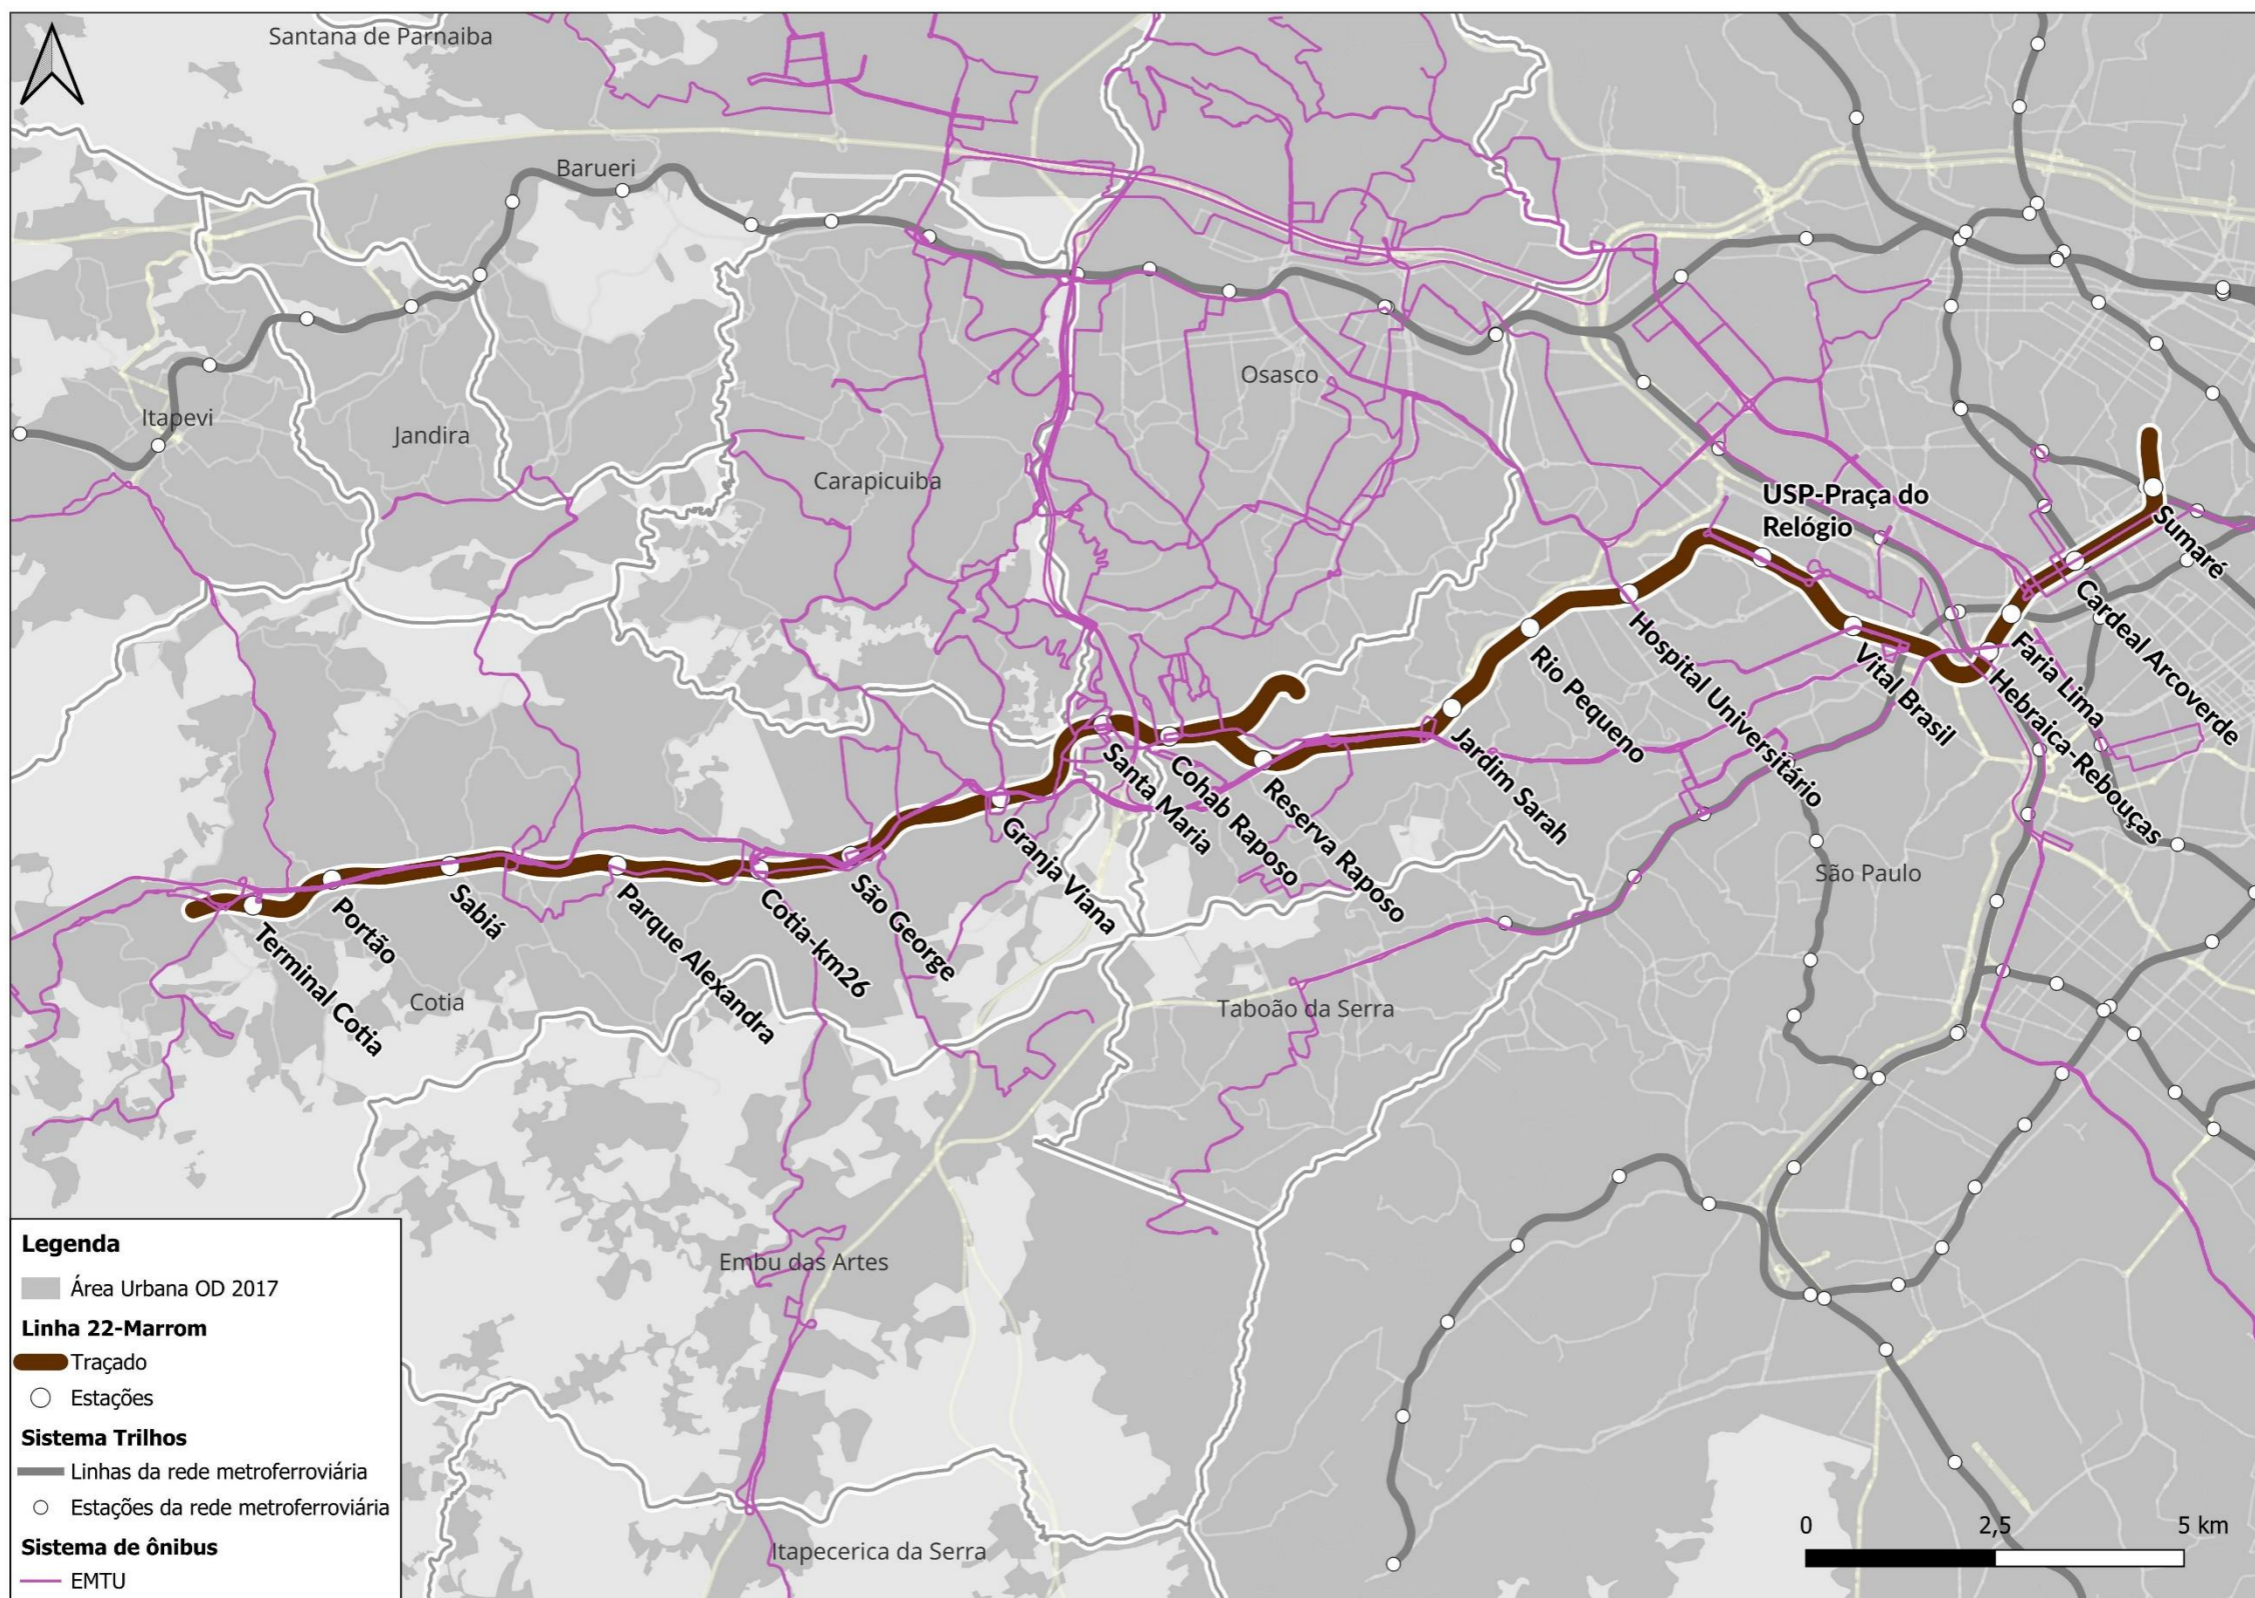 Santana de Parnaiba
Barueri
Itapevi
Jandira
Osasco
Carapicuiba
USP-Praça do
Relógio
Sumaré
Cardeal Arcoverde
Faria Lima
Hebraica-Rebouças
Vital Brasil
Hospital Universitário
Rio Pequeno
Jardim Sarah
Reserva Raposo
Cohab Raposo
Santa Maria
Granja Viana
São George
Cotia-km26
Parque Alexandra
Sabiá
Portão
Terminal Cotia
São Paulo
Cotia
Taboão da Serra
Embu das Artes
Itapecerica da Serra
Legenda
Área Urbana OD 2017
Linha 22-Marrom
Traçado
Estações
Sistema Trilhos
Linhas da rede metroferroviária
Estações da rede metroferroviária
Sistema de ônibus
EMTU
0 2,5 5 km